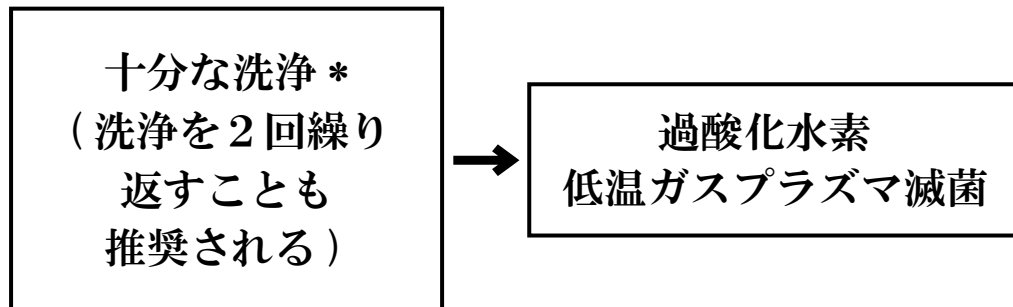 十分な洗浄*
(洗浄を2回繰り
返すことも
推奨される)
過酸化水素
低温ガスプラズマ滅菌